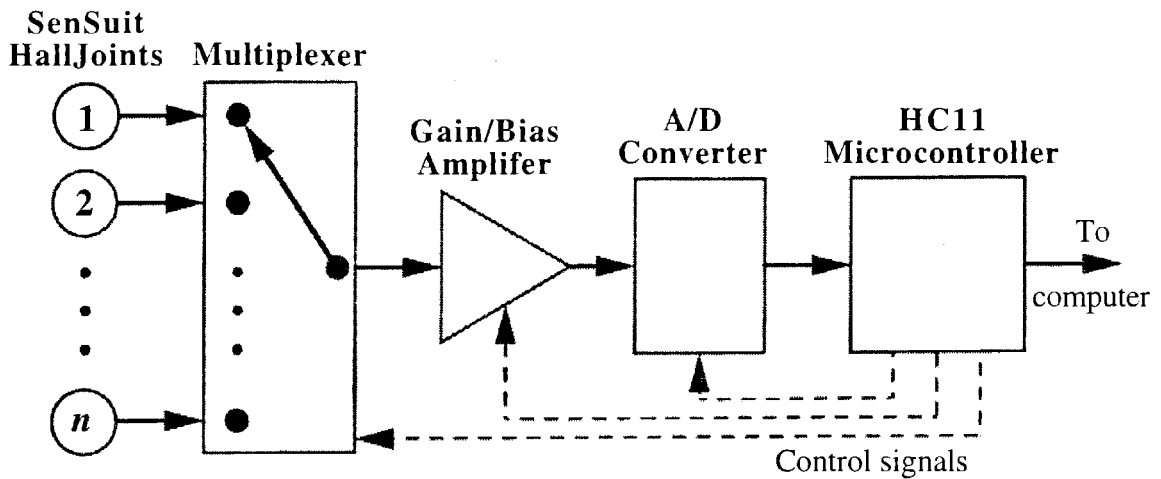 SenSuit
HallJoints
Multiplexer
1
2
n
Gain/Bias
Amplifer
A/D
Converter
HC11
Microcontroller
To
computer
Control signals